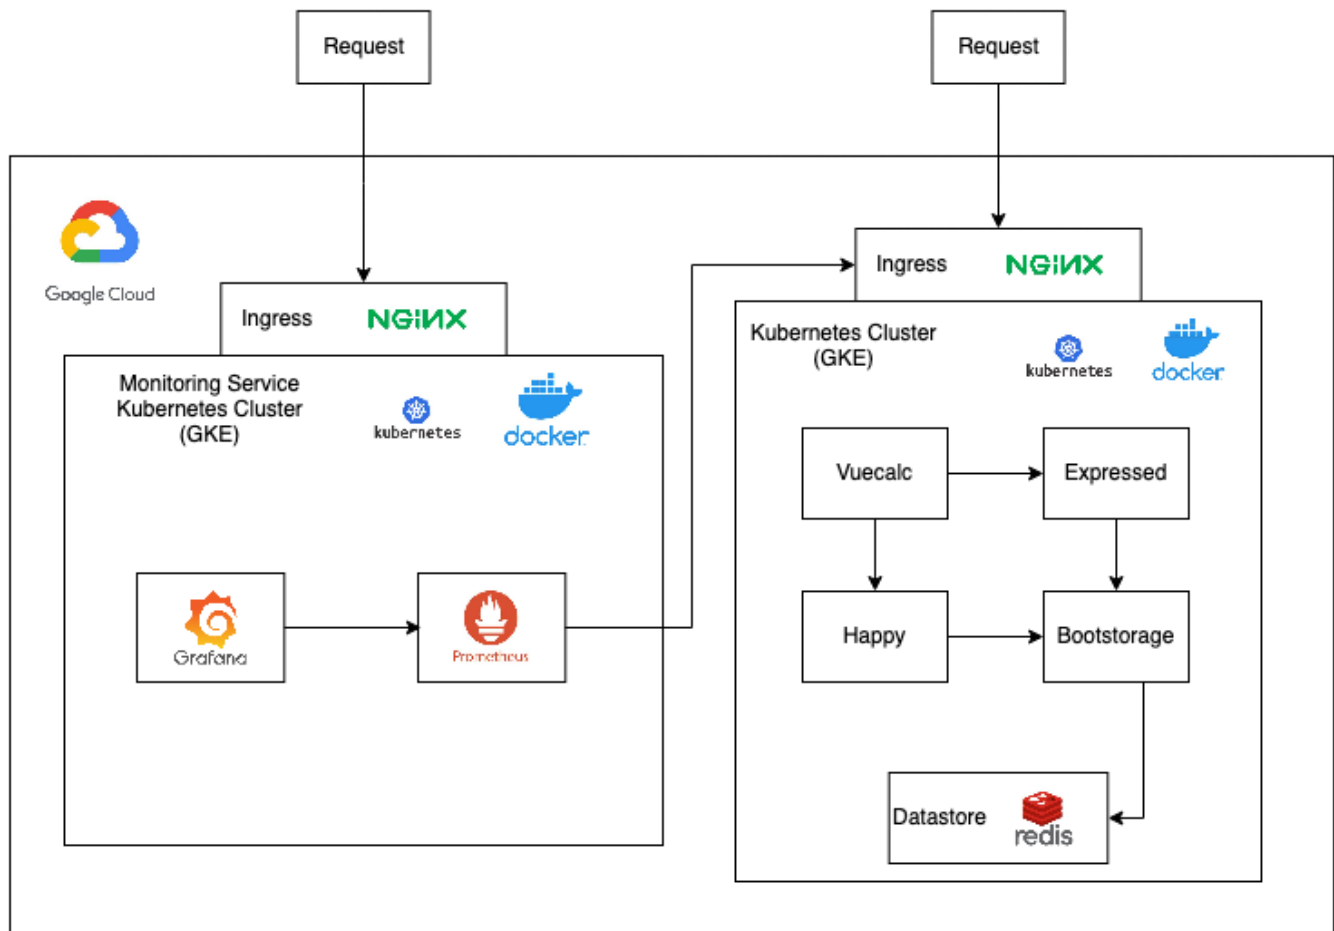 Request
Request
Google Cloud
Ingress
NGINX
Ingress
NGINX
Monitoring Service
Kubernetes Cluster
(GKE)
kubernetes
docker
Kubernetes Cluster
(GKE)
kubernetes
docker
Grafana
Prometheus
Vuecalc
Expressed
Happy
Bootstorage
Datastore
redis